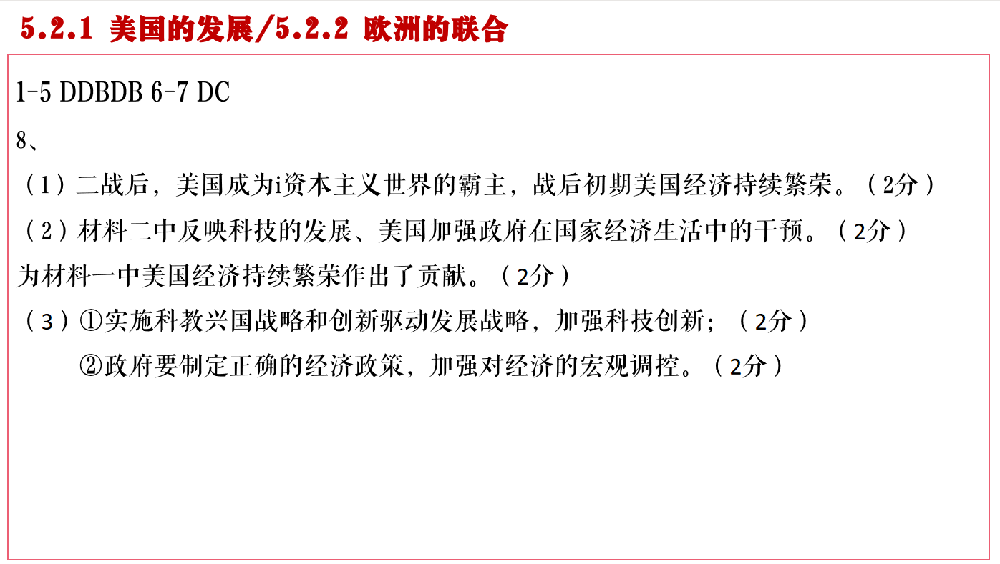 5.2.1 美国的发展/5.2.2 欧洲的联合
1-5 DDBDB 6-7 DC
8、
（1）二战后，美国成为i资本主义世界的霸主，战后初期美国经济持续繁荣。（2分）
（2）材料二中反映科技的发展、美国加强政府在国家经济生活中的干预。（2分）
为材料一中美国经济持续繁荣作出了贡献。（2分）
（3）①实施科教兴国战略和创新驱动发展战略，加强科技创新；（2分）
②政府要制定正确的经济政策，加强对经济的宏观调控。（2分）